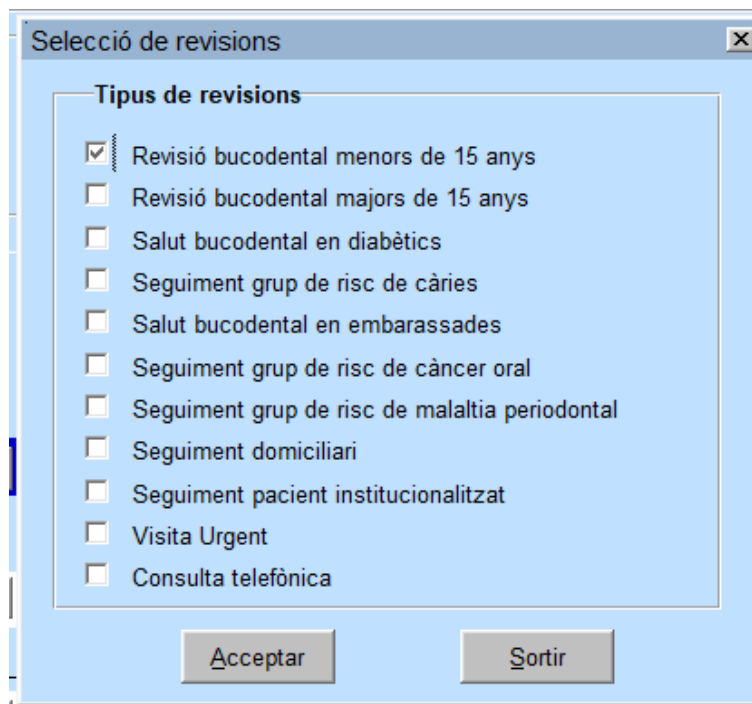 Selecció de revisions
Tipus de revisions
Revisió bucodental menors de 15 anys
Revisió bucodental majors de 15 anys
Salut bucodental en diabètics
Seguiment grup de risc de càries
Salut bucodental en embarassades
Seguiment grup de risc de càncer oral
Seguiment grup de risc de malaltia periodontal
Seguiment domiciliari
Seguiment pacient institucionalitzat
Visita Urgent
Consulta telefònica
Acceptar
Sortir